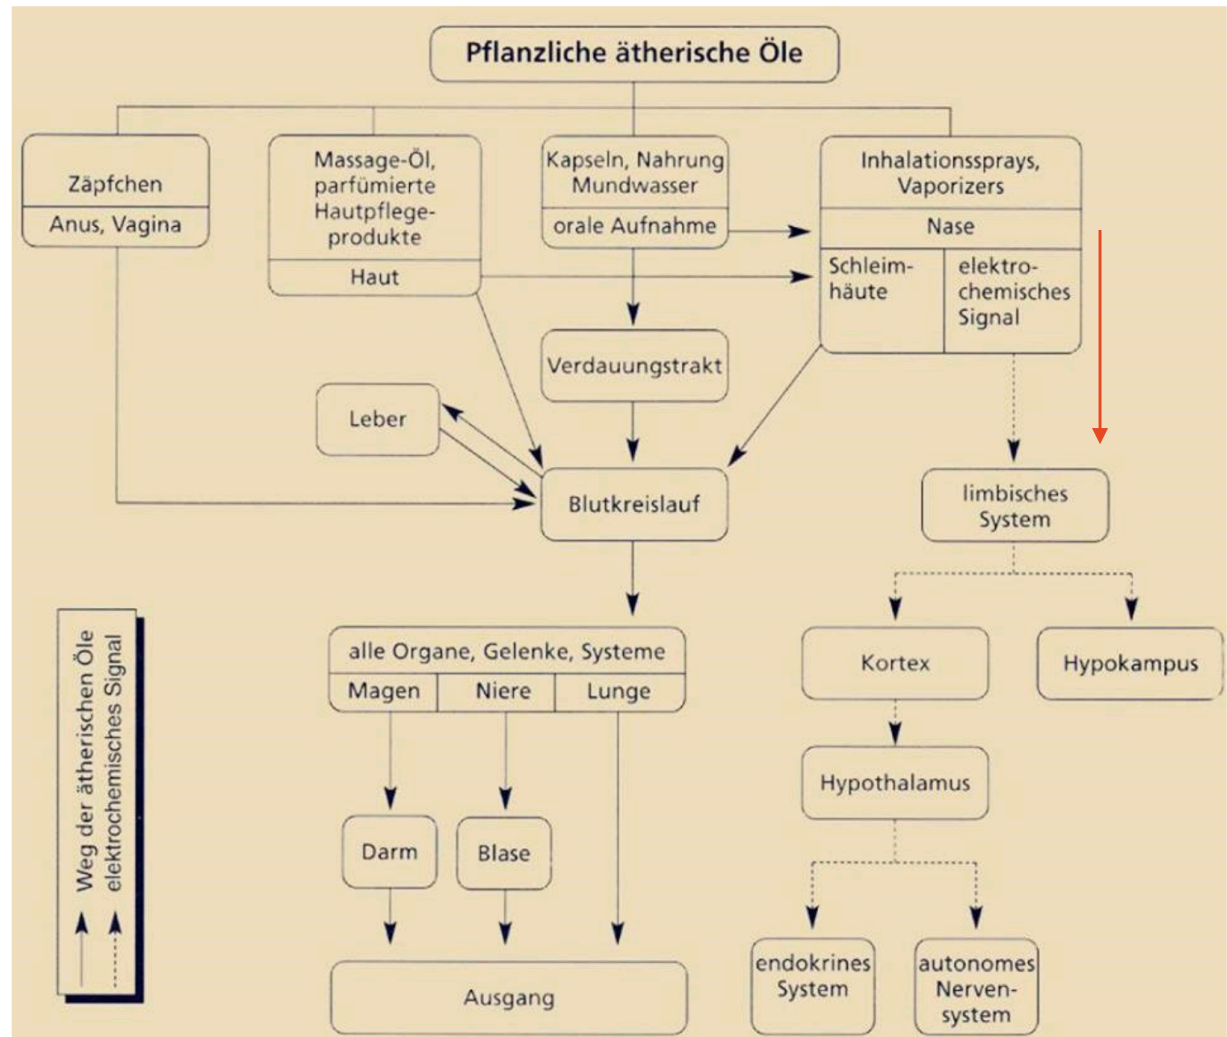 Pflanzliche ätherische Öle
Zäpfchen
Anus, Vagina
Massage-Öl,
parfümierte
Hautpflege-
produkte
Haut
Kapseln, Nahrung
Mundwasser
orale Aufnahme
Inhalationssprays,
Vaporizers
Nase
Schleim-
häute
elektro-
chemisches
Signal
Verdauungstrakt
Leber
Blutkreislauf
limbisches
System
alle Organe, Gelenke, Systeme
Magen
Niere
Lunge
Kortex
Hypokampus
Hypothalamus
Darm
Blase
Ausgang
endokrines
System
autonomes
Nerven-
system
Weg der ätherischen Öle
elektrochemisches Signal